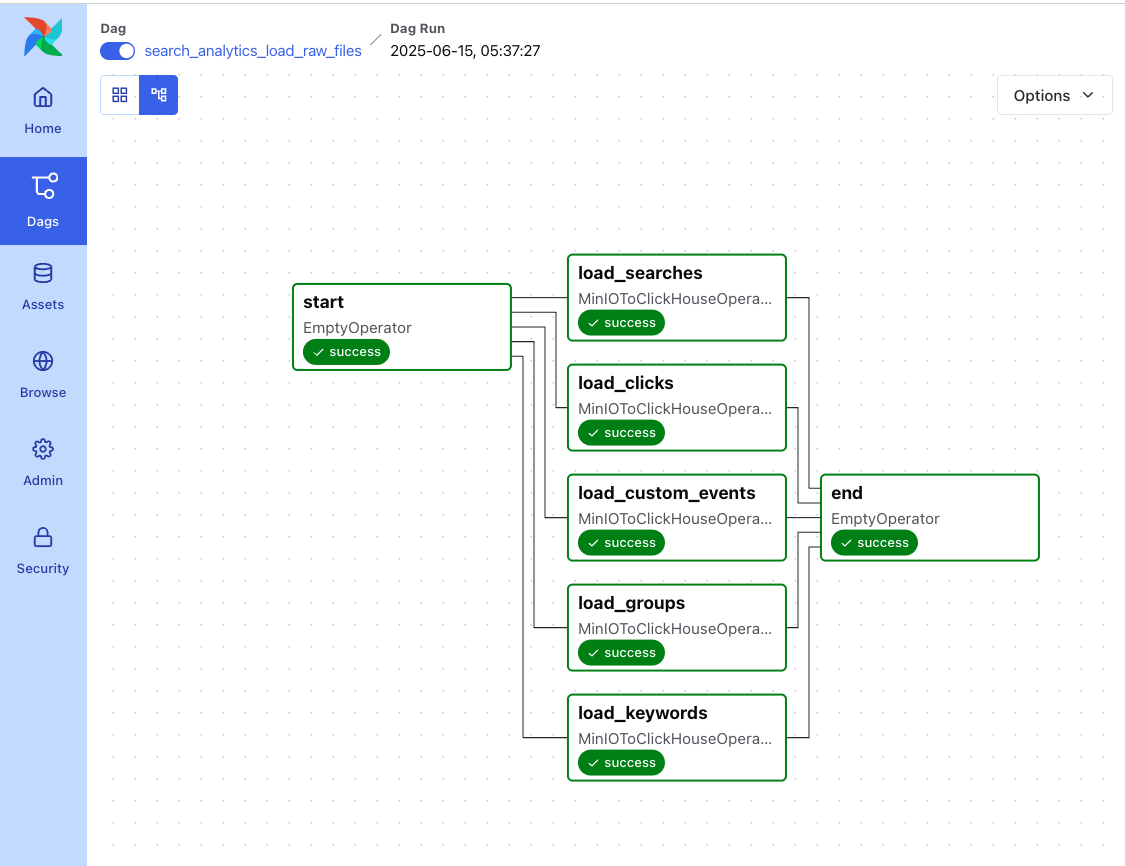 Dag
search_analytics_load_raw_files
Dag Run
2025-06-15, 05:37:27
Options
Home
Dags
Assets
Browse
Admin
Security
start
EmptyOperator
success
load_searches
MinIOToClickHouseOpera...
success
load_clicks
MinIOToClickHouseOpera...
success
load_custom_events
MinIOToClickHouseOpera...
success
load_groups
MinIOToClickHouseOpera...
success
load_keywords
MinIOToClickHouseOpera...
success
end
EmptyOperator
success